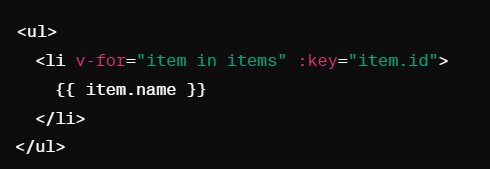 <ul>
  <li v-for="item in items" :key="item.id">
    {{ item.name }}
  </li>
</ul>